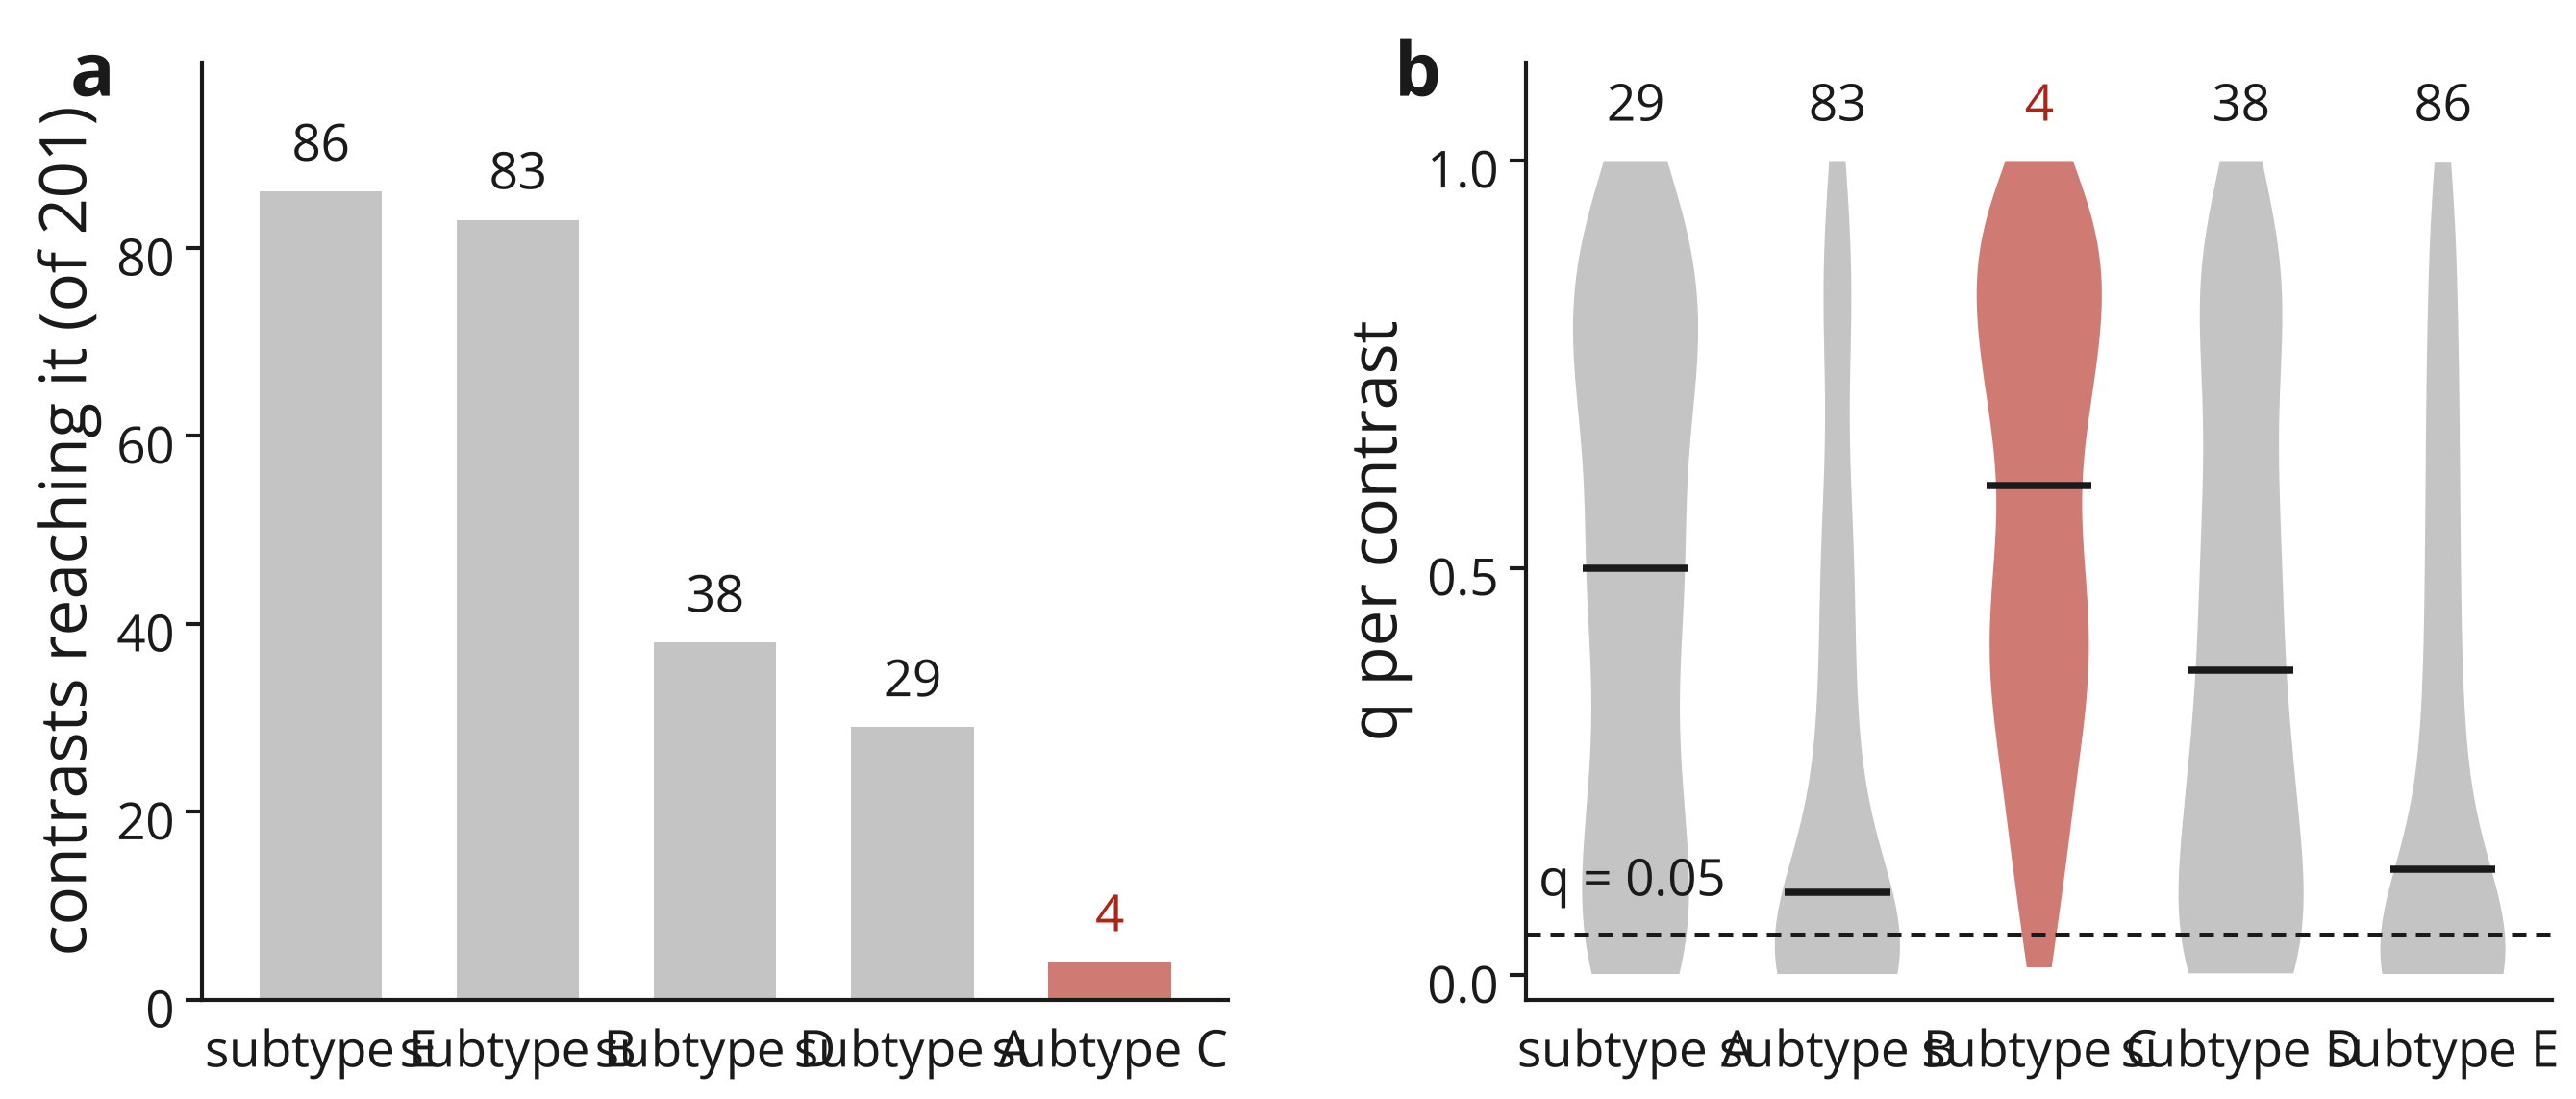 a
contrasts reaching it (of 201)
80
60
40
20
0
86
83
38
29
4
subtype E
subtype B
subtype D
subtype A
subtype C
b
q per contrast
1.0
0.5
0.0
29
83
4
38
86
q = 0.05
subtype A
subtype B
subtype C
subtype D
subtype E